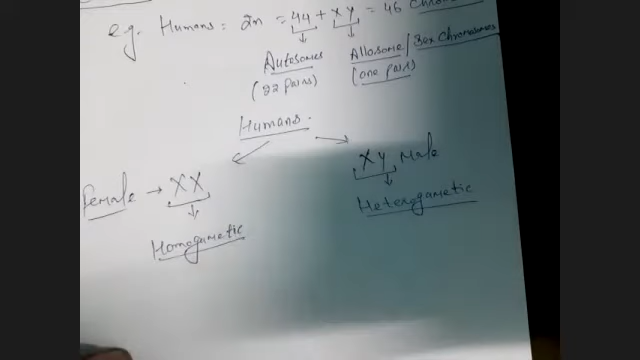 e.g. Humans = 2n = 44 + XY = 46 Chromosomes
Autosomes Allosome / Sex Chromosomes
(22 pairs) (one pair)
Humans.
Female → XX XY Male
Homogametic Heterogametic